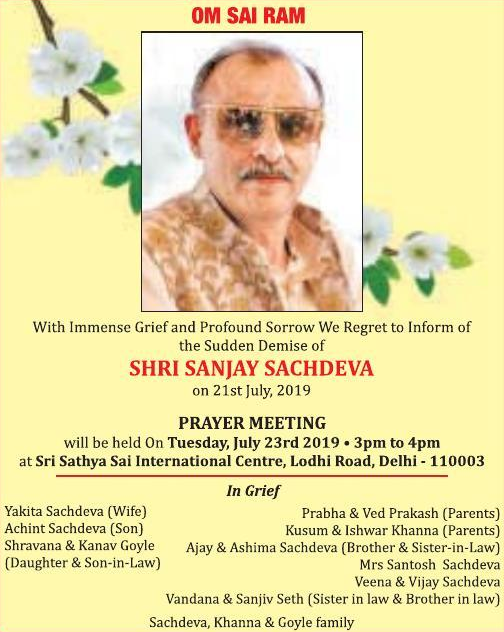 OM SAI RAM
With Immense Grief and Profound Sorrow We Regret to Inform of
the Sudden Demise of
SHRI SANJAY SACHDEVA
on 21st July, 2019
PRAYER MEETING
will be held On Tuesday, July 23rd 2019 • 3pm to 4pm
at Sri Sathya Sai International Centre, Lodhi Road, Delhi - 110003
In Grief
Yakita Sachdeva (Wife)
Achint Sachdeva (Son)
Shravana & Kanav Goyle
(Daughter & Son-in-Law)
Prabha & Ved Prakash (Parents)
Kusum & Ishwar Khanna (Parents)
Ajay & Ashima Sachdeva (Brother & Sister-in-Law)
Mrs Santosh Sachdeva
Veena & Vijay Sachdeva
Vandana & Sanjiv Seth (Sister in law & Brother in law)
Sachdeva, Khanna & Goyle family